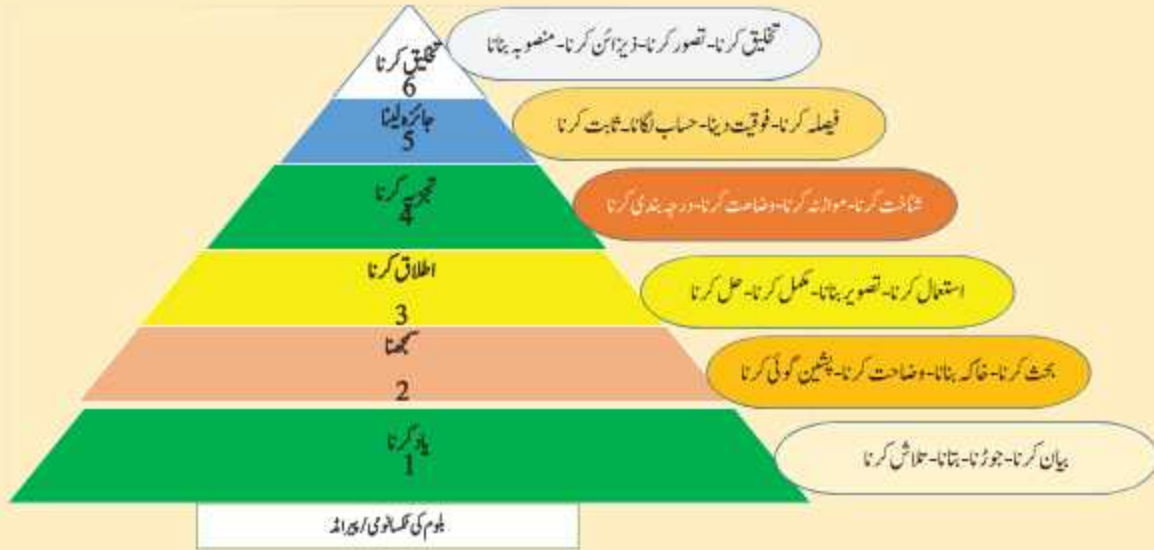 تخلیق کرنا
6
تخلیق کرنا-تصور کرنا-ڈیزائن کرنا-منصوبہ بنانا
جائزہ لینا
5
فیصلہ کرنا-فوقیت دینا-حساب لگانا-ثابت کرنا
تجزیہ کرنا
4
شناخت کرنا-موازنہ کرنا-وضاحت کرنا-درجہ بندی کرنا
اطلاق کرنا
3
استعمال کرنا-تصویر بنانا-مکمل کرنا-حل کرنا
سمجھنا
2
بحث کرنا-خاکہ بنانا-وضاحت کرنا-پیشین گوئی کرنا
یاد کرنا
1
بیان کرنا-جوڑنا-بتانا-تلاش کرنا
بلوم کی ٹکسانومی/پیرامڈ